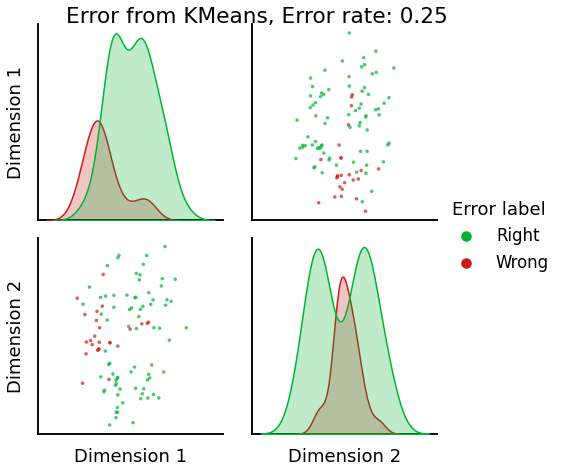 Error from KMeans, Error rate: 0.25
Dimension 1
Dimension 2
Error label
Right
Wrong
Dimension 1
Dimension 2